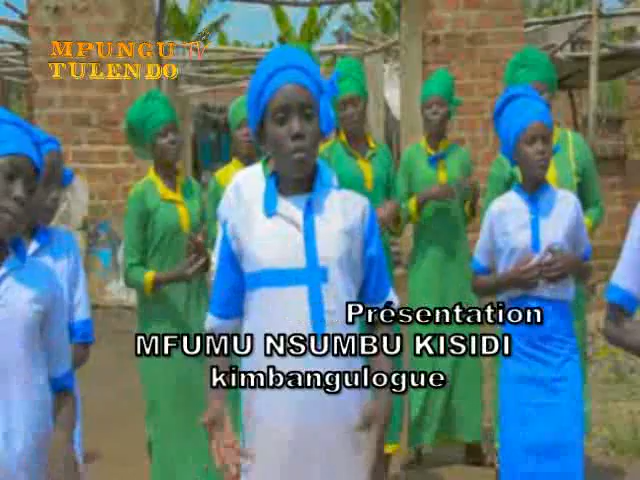 MPUNGU TV
TULENDO
Présentation
MFUMU NSUMBU KISIDI
kimbangulogue